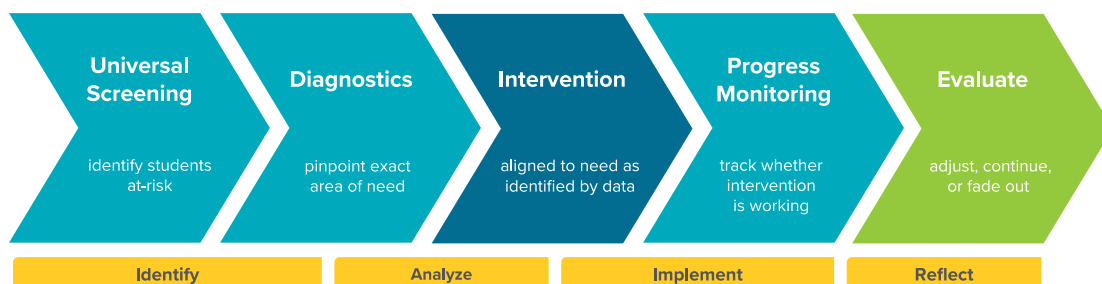 Universal
Screening
identify students
at-risk
Diagnostics
pinpoint exact
area of need
Intervention
aligned to need as
identified by data
Progress
Monitoring
track whether
intervention
is working
Evaluate
adjust, continue,
or fade out
Identify
Analyze
Implement
Reflect